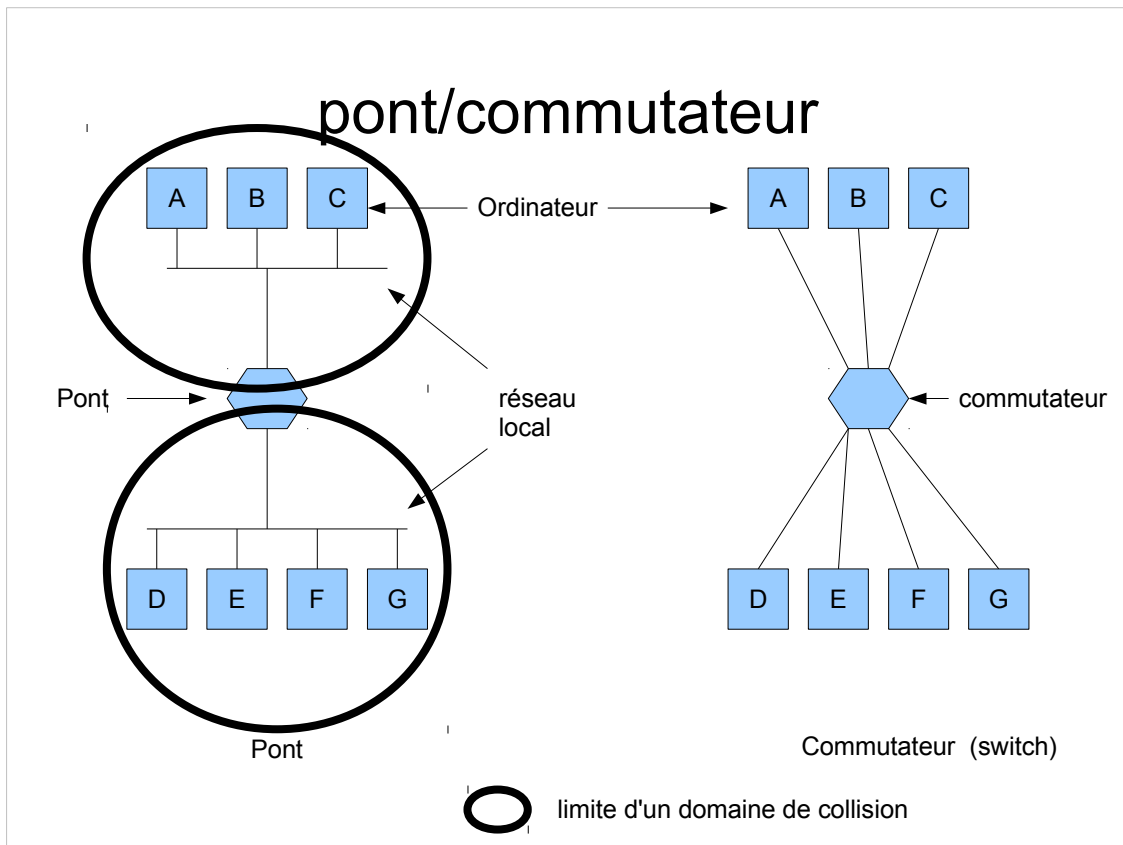 pont/commutateur
A B C
Ordinateur
A B C
Pont
réseau
local
commutateur
D E F G
D E F G
Pont
Commutateur (switch)
limite d'un domaine de collision